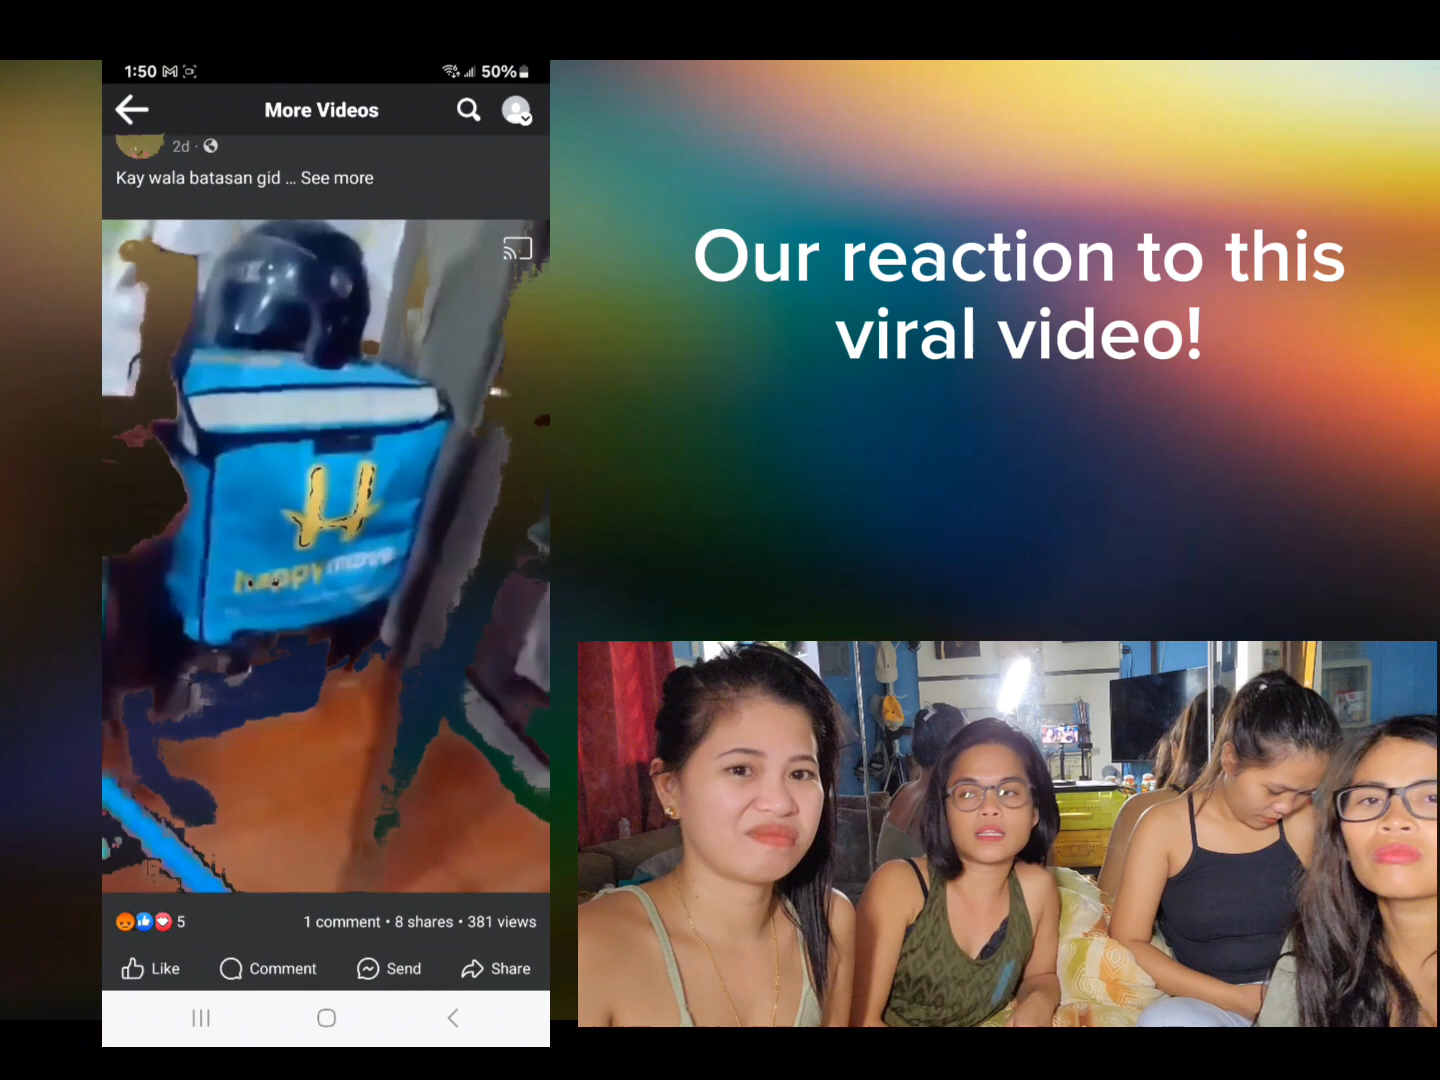 1:50
50%
More Videos
2d
Kay wala batasan gid ... See more
H
happymove
5
1 comment • 8 shares • 381 views
Like
Comment
Send
Share
Our reaction to this
viral video!